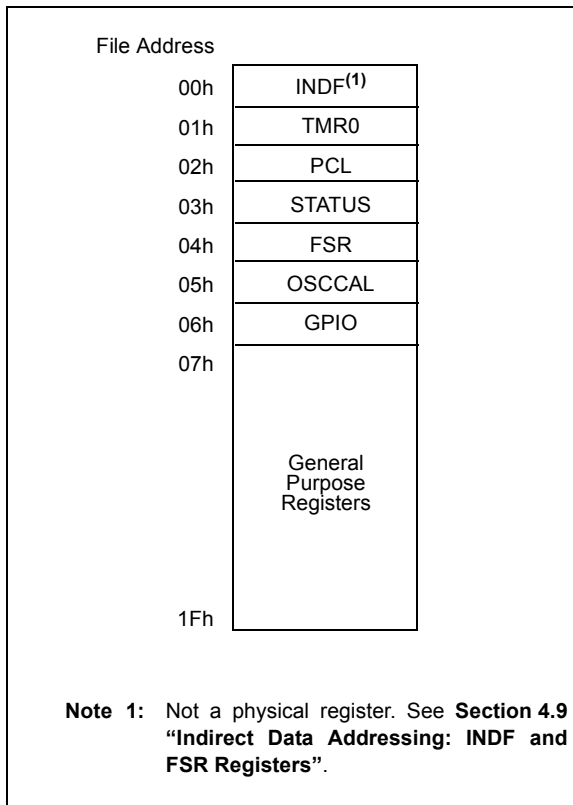 File Address
00h INDF(1)
01h TMR0
02h PCL
03h STATUS
04h FSR
05h OSCCAL
06h GPIO
07h
General
Purpose
Registers
1Fh
Note 1: Not a physical register. See Section 4.9
“Indirect Data Addressing: INDF and
FSR Registers”.